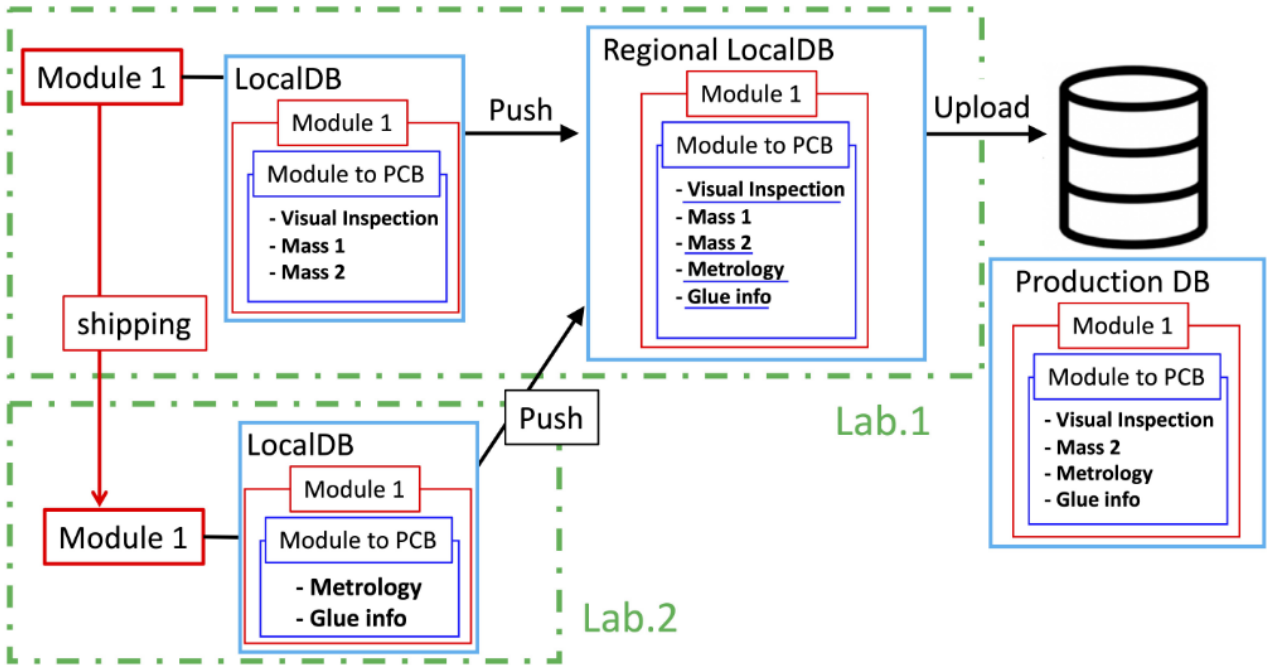 Module 1
LocalDB
Module 1
Module to PCB
- Visual Inspection
- Mass 1
- Mass 2
Push
Regional LocalDB
Module 1
Module to PCB
- Visual Inspection
- Mass 1
- Mass 2
- Metrology
- Glue info
Upload
Production DB
Module 1
Module to PCB
- Visual Inspection
- Mass 2
- Metrology
- Glue info
shipping
Lab.1
Push
Module 1
LocalDB
Module 1
Module to PCB
- Metrology
- Glue info
Lab.2